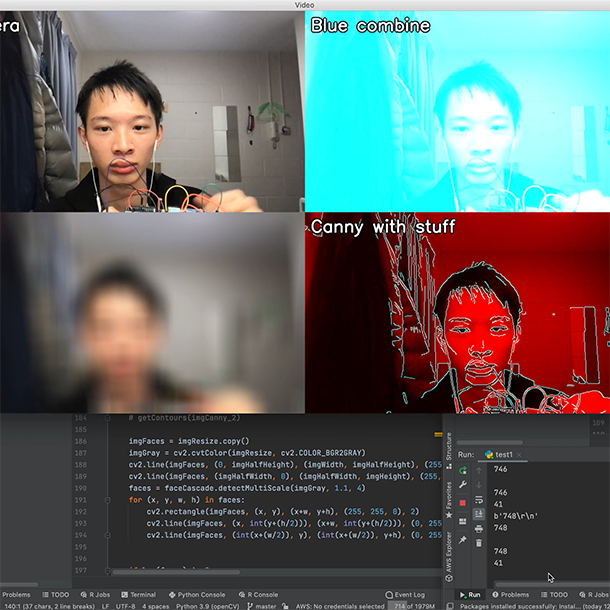 Video
era
Blue combine
Canny with stuff
184
# getContours(imgCanny_2)
185
186
imgFaces = imgResize.copy()
187
imgGray = cv2.cvtColor(imgResize, cv2.COLOR_BGR2GRAY)
188
cv2.line(imgFaces, (0, imgHalfHeight), (imgWidth, imgHalfHeight), (255
189
cv2.line(imgFaces, (imgHalfWidth, 0), (imgHalfWidth, imgHeight), (255,
190
faces = faceCascade.detectMultiScale(imgGray, 1.1, 4)
191
for (x, y, w, h) in faces:
192
cv2.rectangle(imgFaces, (x, y), (x+w, y+h), (255, 255, 0), 2)
193
cv2.line(imgFaces, (x, int(y+(h/2))), (x+w, int(y+(h/2))), (0, 255
194
cv2.line(imgFaces, (int(x+(w/2)), y), (int(x+(w/2)), y+h), (0, 255
195
196
197
189
Structure
Favorites
AWS Explorer
Run:
test1
746
746
41
b'748\r\n'
748
748
41
Problems
TODO
R Jobs
Terminal
Python Console
R Console
Event Log
Run
Problems
TODO
R Jobs
140:1 (37 chars, 2 line breaks)
LF
UTF-8
4 spaces
Python 3.9 (openCV)
master
AWS: No credentials selected
714 of 1979
Packages installed successfully: Instal... (today 12